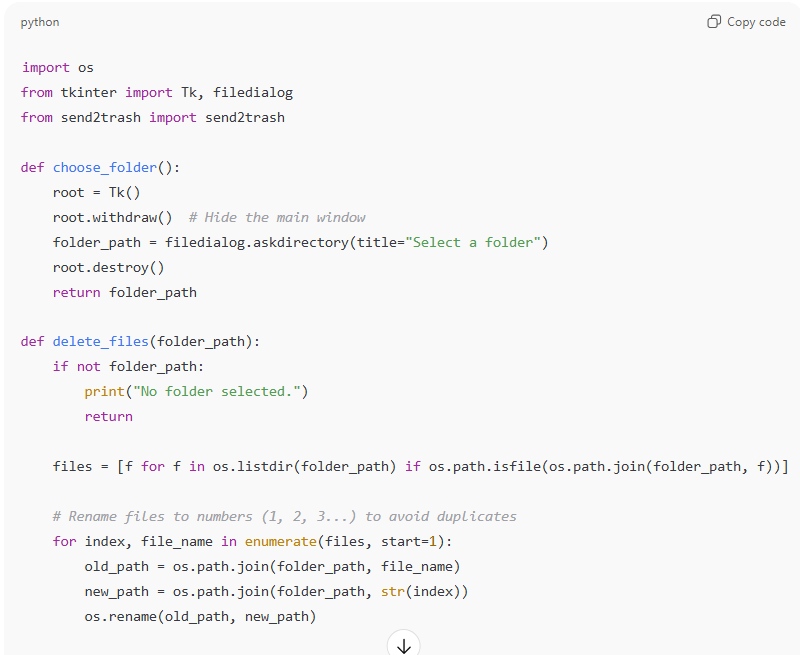 python
Copy code
import os
from tkinter import Tk, filedialog
from send2trash import send2trash

def choose_folder():
    root = Tk()
    root.withdraw()  # Hide the main window
    folder_path = filedialog.askdirectory(title="Select a folder")
    root.destroy()
    return folder_path

def delete_files(folder_path):
    if not folder_path:
        print("No folder selected.")
        return

    files = [f for f in os.listdir(folder_path) if os.path.isfile(os.path.join(folder_path, f))]

    # Rename files to numbers (1, 2, 3...) to avoid duplicates
    for index, file_name in enumerate(files, start=1):
        old_path = os.path.join(folder_path, file_name)
        new_path = os.path.join(folder_path, str(index))
        os.rename(old_path, new_path)